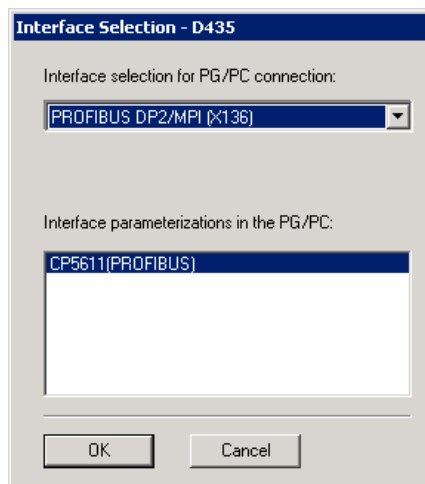 Interface Selection - D435
Interface selection for PG/PC connection:
PROFIBUS DP2/MPI (X136)
Interface parameterizations in the PG/PC:
CP5611(PROFIBUS)
OK
Cancel